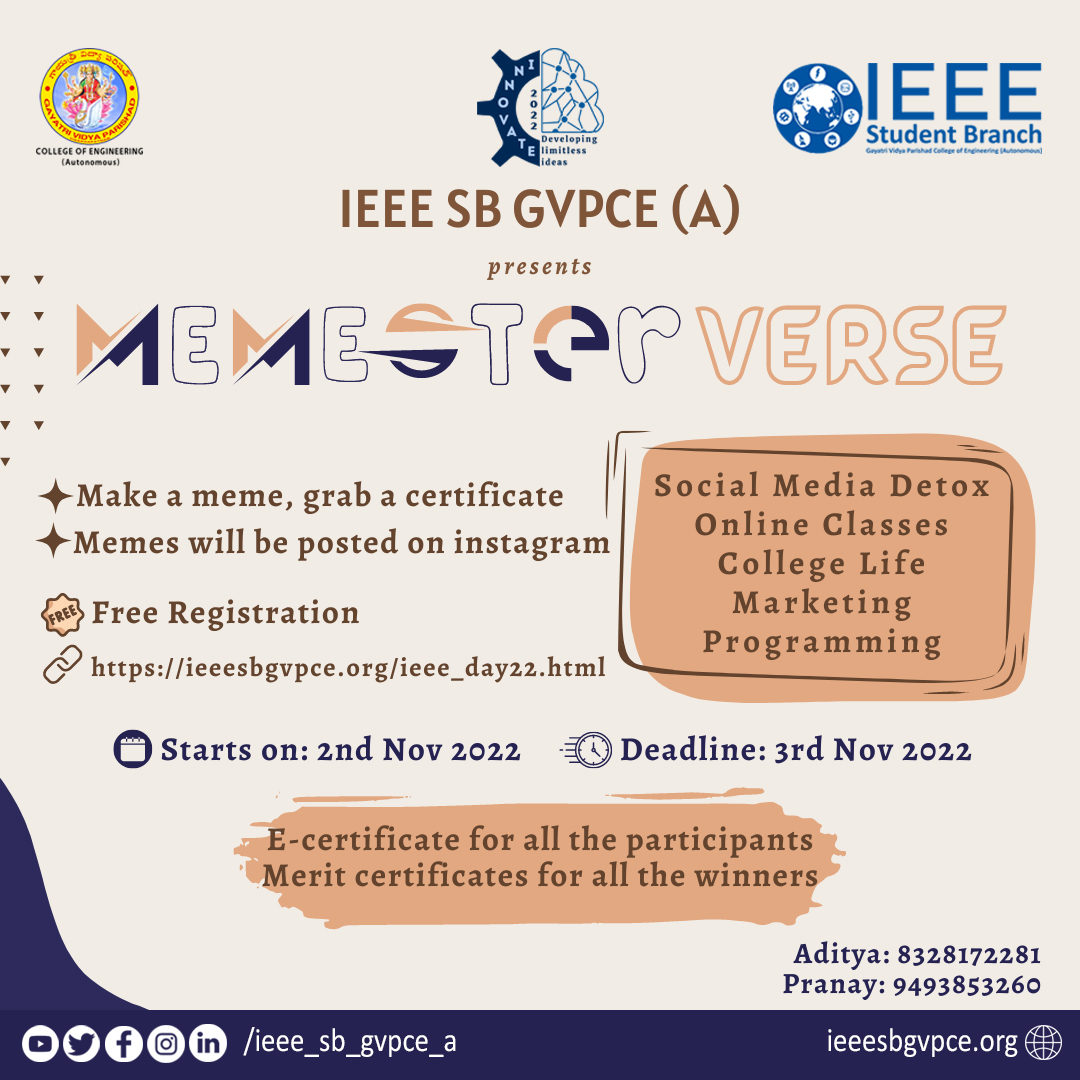 గాయత్రీ విద్యా పరిషత్
GAYATRI VIDYA PARISHAD
COLLEGE OF ENGINEERING
(Autonomous)
INNOVATE
2022
Developing
limitless
ideas
IEEE
Student Branch
Gayatri Vidya Parishad College of Engineering (Autonomous)
IEEE SB GVPCE (A)
presents
MEMESTER VERSE
Make a meme, grab a certificate
Memes will be posted on instagram
FREE Free Registration
https://ieeesbgvpce.org/ieee_day22.html
Social Media Detox
Online Classes
College Life
Marketing
Programming
Starts on: 2nd Nov 2022 Deadline: 3rd Nov 2022
E-certificate for all the participants
Merit certificates for all the winners
Aditya: 8328172281
Pranay: 9493853260
/ieee_sb_gvpce_a ieeesbgvpce.org